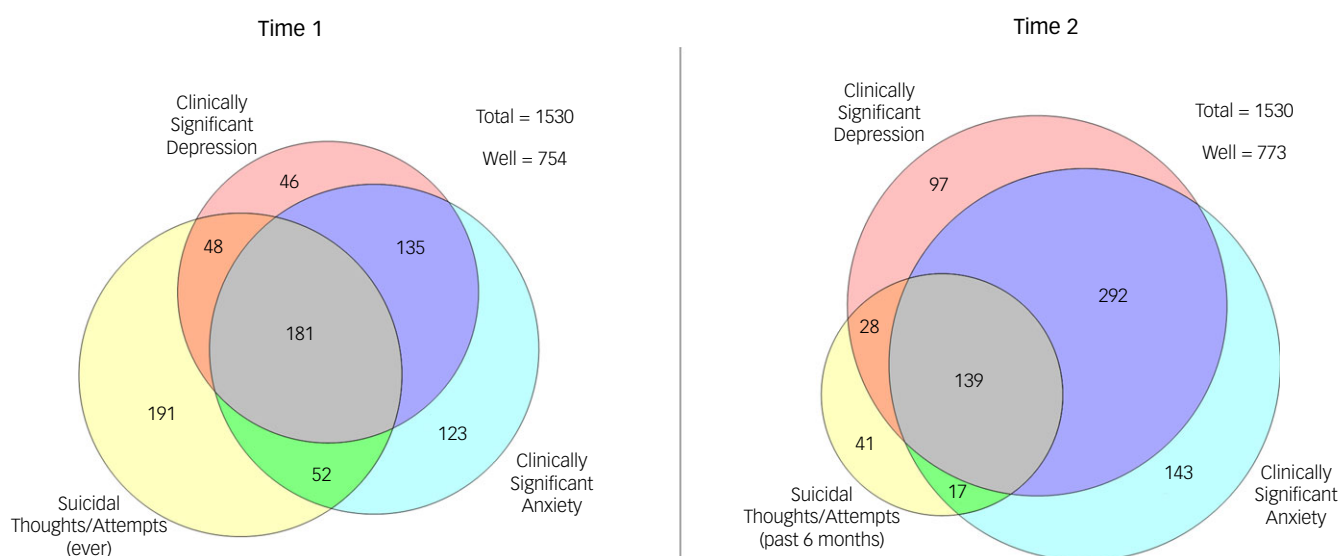 Time 1
Clinically
Significant
Depression
Total = 1530
Well = 754
46
48
135
181
191
123
52
Clinically
Significant
Anxiety
Suicidal
Thoughts/Attempts
(ever)
Time 2
Clinically
Significant
Depression
Total = 1530
Well = 773
97
292
28
139
41
143
17
Clinically
Significant
Anxiety
Suicidal
Thoughts/Attempts
(past 6 months)